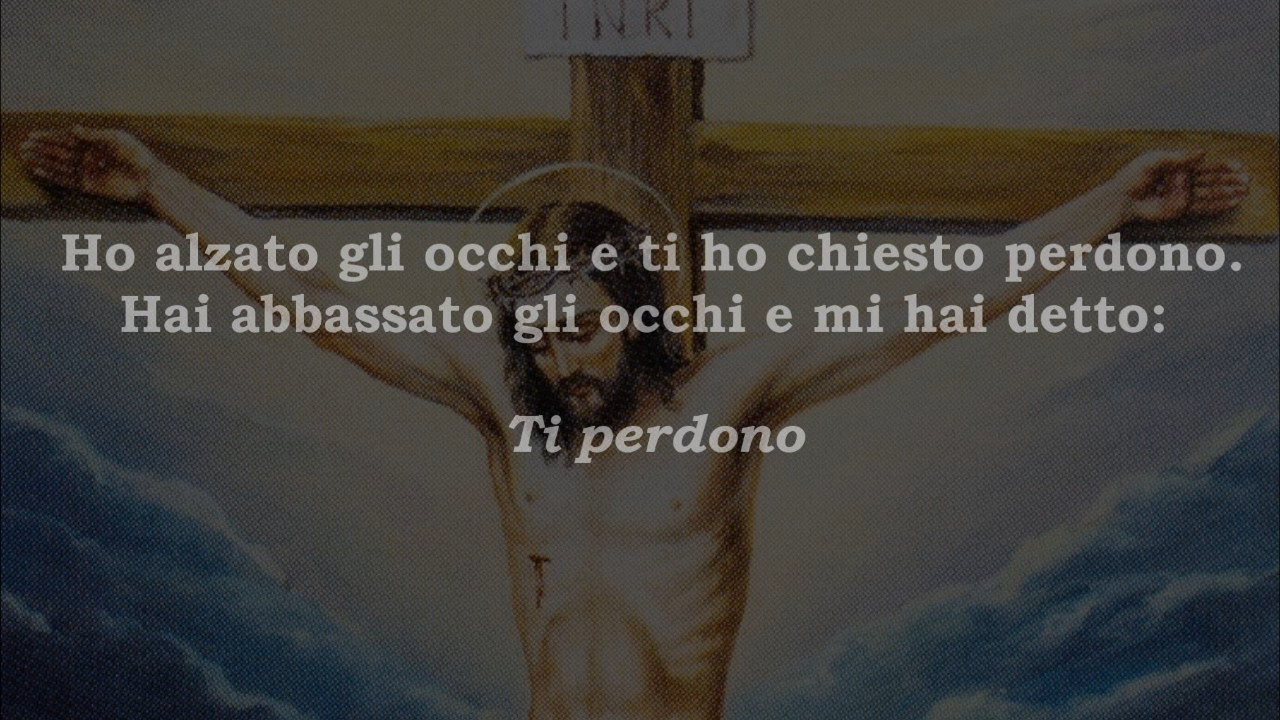 INRI
Ho alzato gli occhi e ti ho chiesto perdono.
Hai abbassato gli occhi e mi hai detto:
Ti perdono